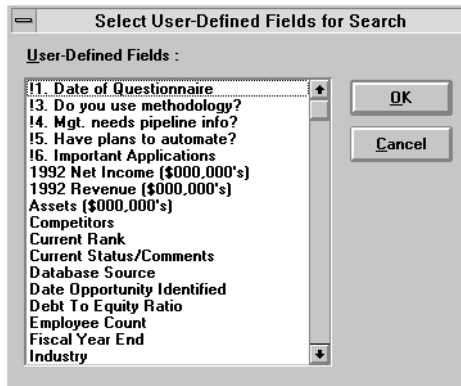 Select User-Defined Fields for Search
User-Defined Fields :
!1. Date of Questionnaire
!3. Do you use methodology?
!4. Mgt. needs pipeline info?
!5. Have plans to automate?
!6. Important Applications
1992 Net Income ($000,000's)
1992 Revenue ($000,000's)
Assets ($000,000's)
Competitors
Current Rank
Current Status/Comments
Database Source
Date Opportunity Identified
Debt To Equity Ratio
Employee Count
Fiscal Year End
Industry
OK
Cancel